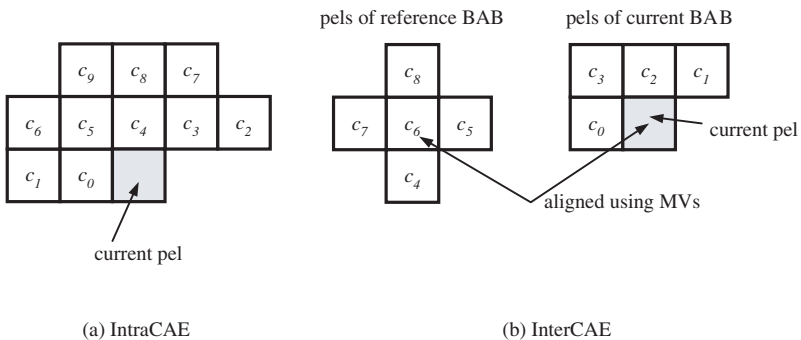 pels of reference BAB pels of current BAB
c9 c8 c7 c8 c3 c2 c1
c6 c5 c4 c3 c2 c7 c6 c5 c0 current pel
c1 c0 c4
aligned using MVs
current pel
(a) IntraCAE (b) InterCAE